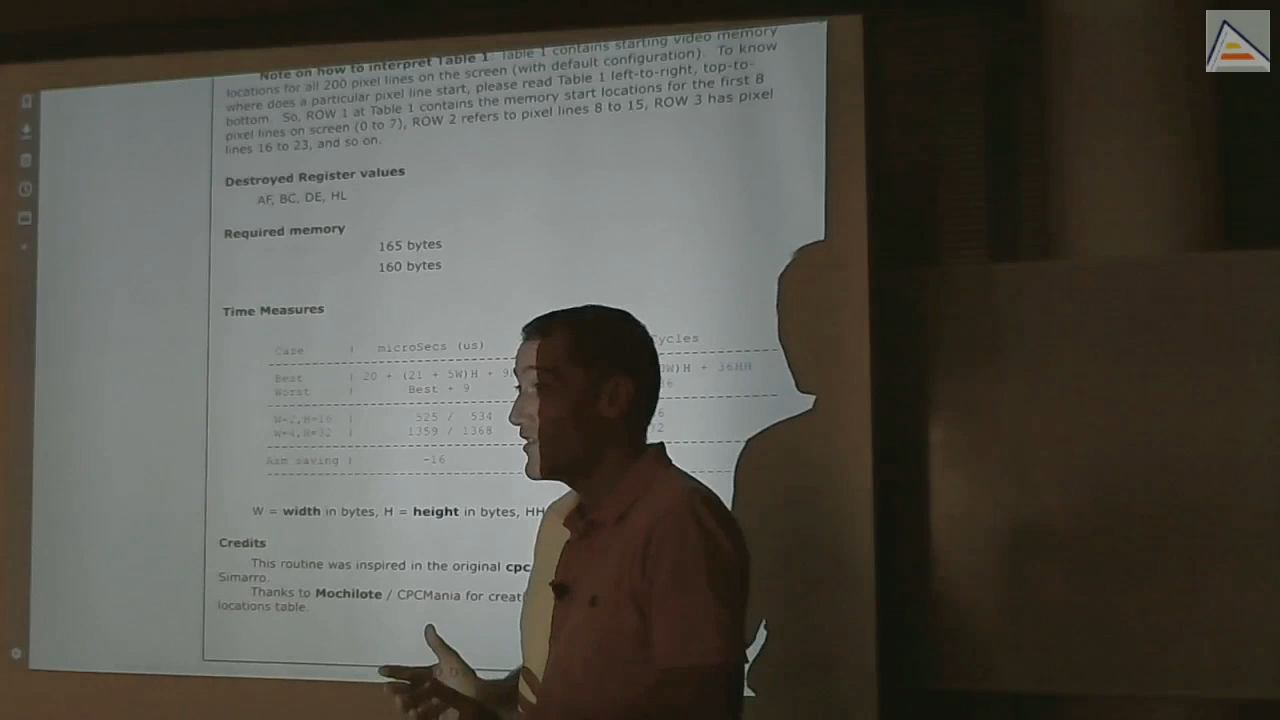 Note on how to interpret Table 1: Table 1 contains starting video memory
locations for all 200 pixel lines on the screen (with default configuration). To know
where does a particular pixel line start, please read Table 1 left-to-right, top-to-
bottom. So, ROW 1 at Table 1 contains the memory start locations for the first 8
pixel lines on screen (0 to 7), ROW 2 refers to pixel lines 8 to 15, ROW 3 has pixel
lines 16 to 23, and so on.
Destroyed Register values
AF, BC, DE, HL
Required memory
165 bytes
160 bytes
Time Measures
Case | microSecs (us) ycles
Best | 20 + (21 + 5W)H + 9 W)H + 36HH
Worst | Best + 9
W=2,H=16 | 525 / 534
W=4,H=32 | 1359 / 1368
Asm saving | -16
W = width in bytes, H = height in bytes, HH
Credits
This routine was inspired in the original cpc
Simarro.
Thanks to Mochilote / CPCMania for creat
locations table.